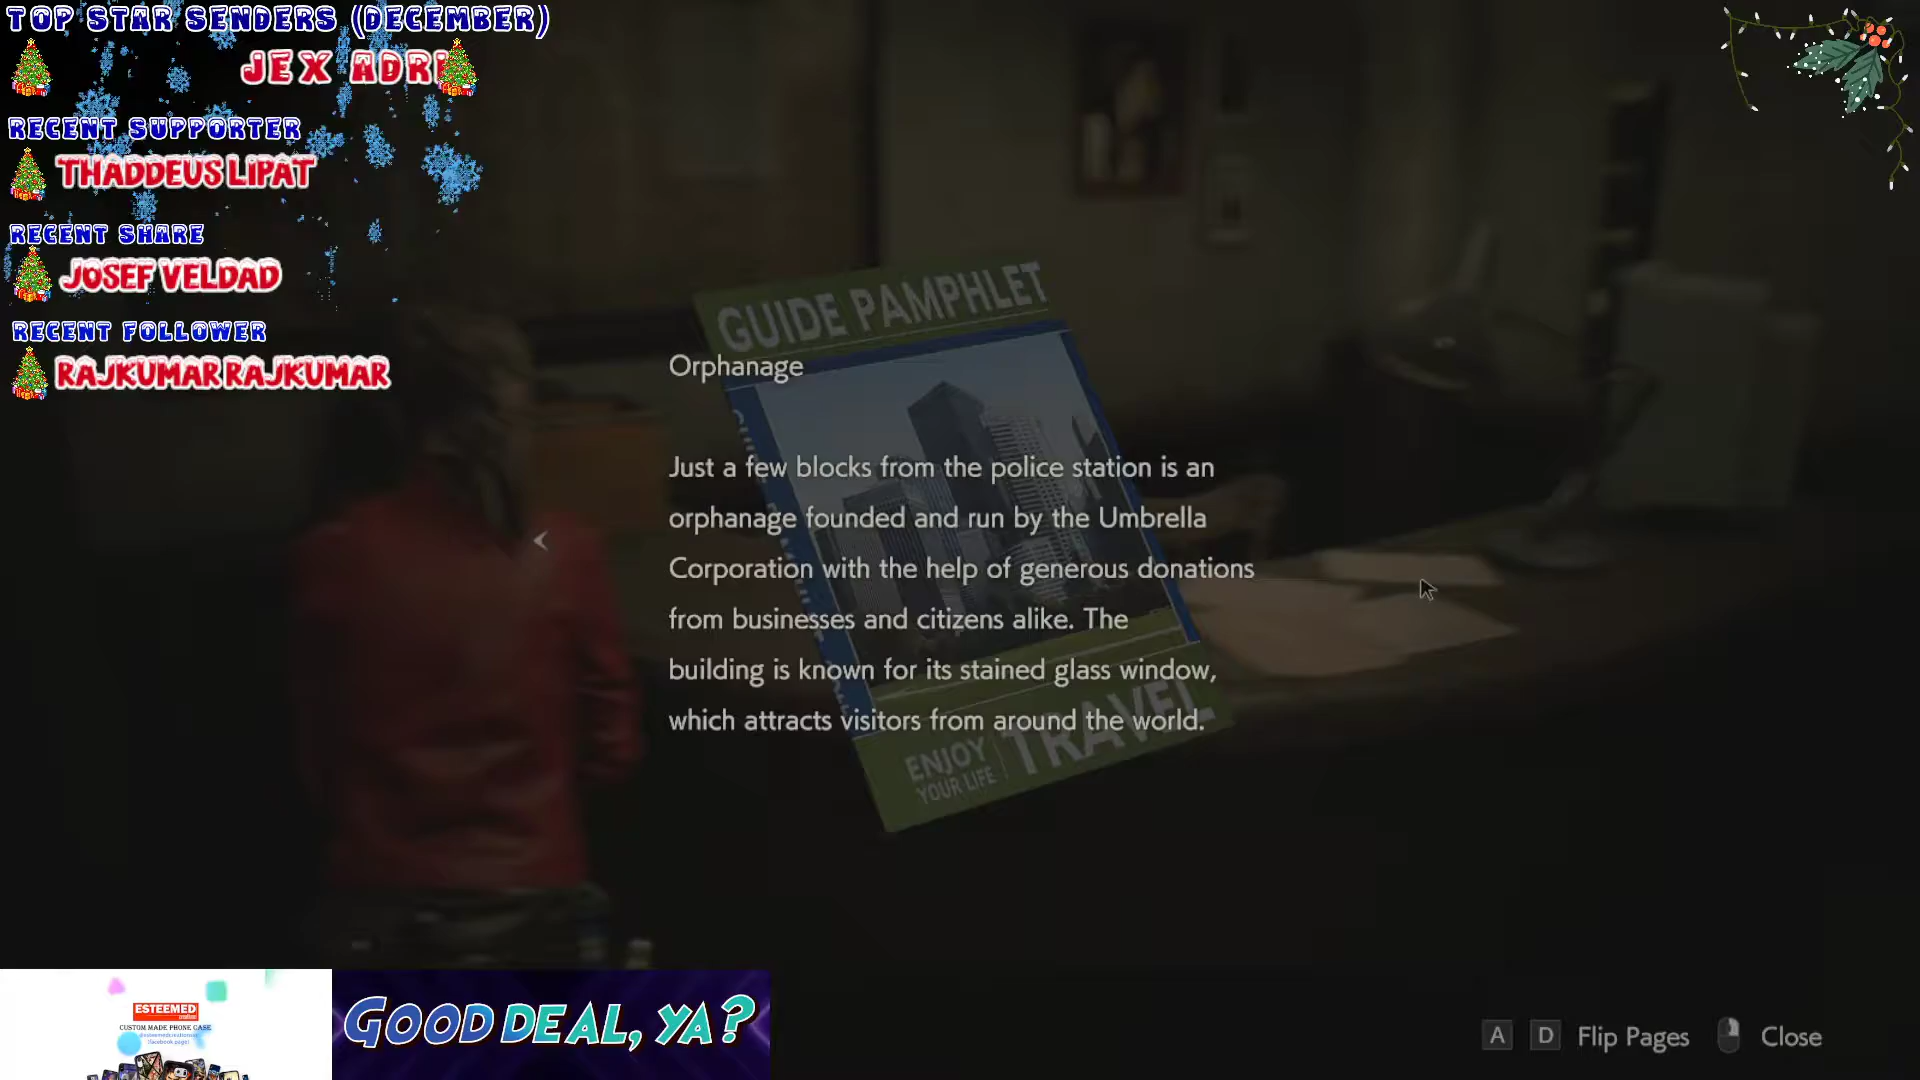 TOP STAR SENDERS (DECEMBER)
JEX ADRI
RECENT SUPPORTER
THADDEUS LIPAT
RECENT SHARE
JOSEF VELDAD
RECENT FOLLOWER
RAJKUMAR RAJKUMAR
GUIDE PAMPHLET
Orphanage
Just a few blocks from the police station is an
orphanage founded and run by the Umbrella
Corporation with the help of generous donations
from businesses and citizens alike. The
building is known for its stained glass window,
which attracts visitors from around the world.
ENJOY
YOUR LIFE
TRAVEL
ESTEEMED
CUSTOM MADE PHONE CASE
(facebook page)
GOOD DEAL, YA?
A D Flip Pages Close